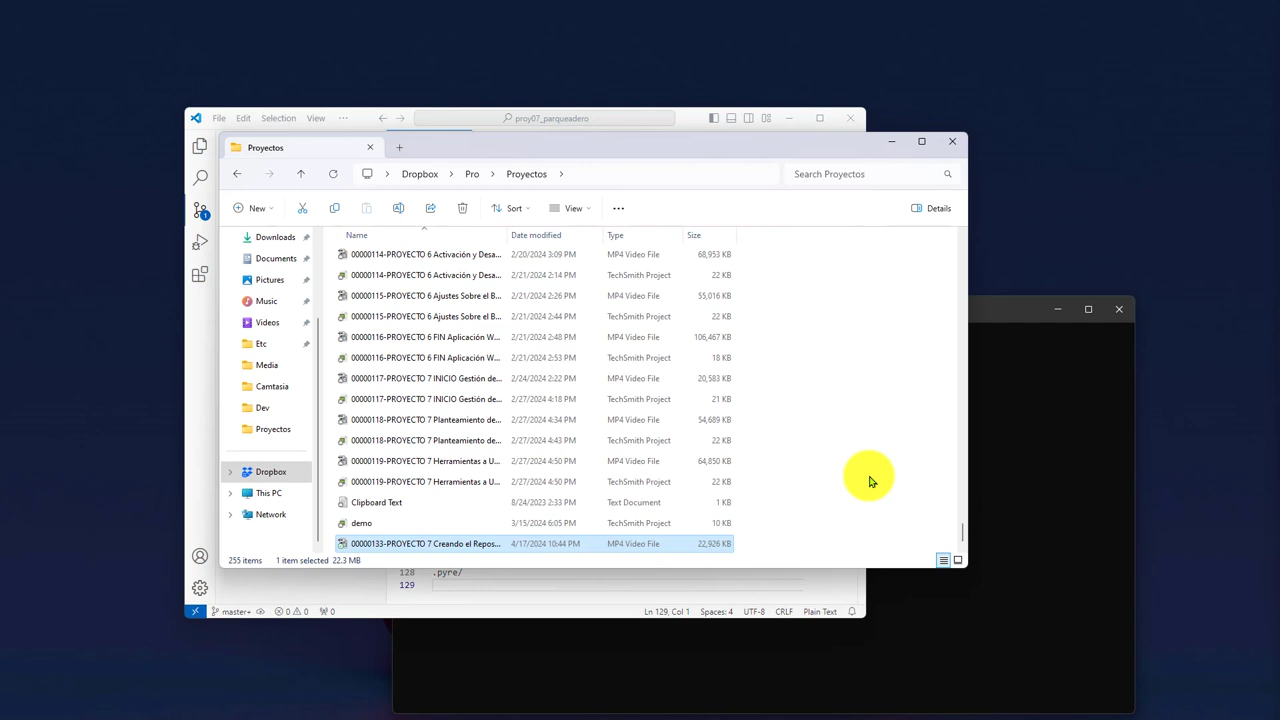 File Edit Selection View ··· proy07_parqueadero
Proyectos
Dropbox Pro Proyectos Search Proyectos
New Sort View ··· Details
Name Date modified Type Size
Downloads
Documents
Pictures
Music
Videos
Etc
Media
Camtasia
Dev
Proyectos
Dropbox
This PC
Network
00000114-PROYECTO 6 Activación y Desa... 2/20/2024 3:09 PM MP4 Video File 68,953 KB
00000114-PROYECTO 6 Activación y Desa... 2/21/2024 2:14 PM TechSmith Project 22 KB
00000115-PROYECTO 6 Ajustes Sobre el B... 2/21/2024 2:26 PM MP4 Video File 55,016 KB
00000115-PROYECTO 6 Ajustes Sobre el B... 2/21/2024 2:44 PM TechSmith Project 22 KB
00000116-PROYECTO 6 FIN Aplicación W... 2/21/2024 2:48 PM MP4 Video File 106,467 KB
00000116-PROYECTO 6 FIN Aplicación W... 2/21/2024 2:53 PM TechSmith Project 18 KB
00000117-PROYECTO 7 INICIO Gestión de... 2/24/2024 2:22 PM MP4 Video File 20,583 KB
00000117-PROYECTO 7 INICIO Gestión de... 2/27/2024 4:18 PM TechSmith Project 21 KB
00000118-PROYECTO 7 Planteamiento de... 2/27/2024 4:33 PM MP4 Video File 54,689 KB
00000118-PROYECTO 7 Planteamiento de... 2/27/2024 4:43 PM TechSmith Project 22 KB
00000119-PROYECTO 7 Herramientas a U... 2/27/2024 4:50 PM MP4 Video File 64,850 KB
00000119-PROYECTO 7 Herramientas a U... 2/27/2024 4:50 PM TechSmith Project 22 KB
Clipboard Text 8/24/2023 2:33 PM Text Document 1 KB
demo 3/15/2024 6:05 PM TechSmith Project 10 KB
00000133-PROYECTO 7 Creando el Repos... 4/17/2024 10:44 PM MP4 Video File 22,926 KB
255 items 1 item selected 22.3 MB
128 .pyre/
129
master+ 0 0 0 Ln 129, Col 1 Spaces: 4 UTF-8 CRLF Plain Text
1